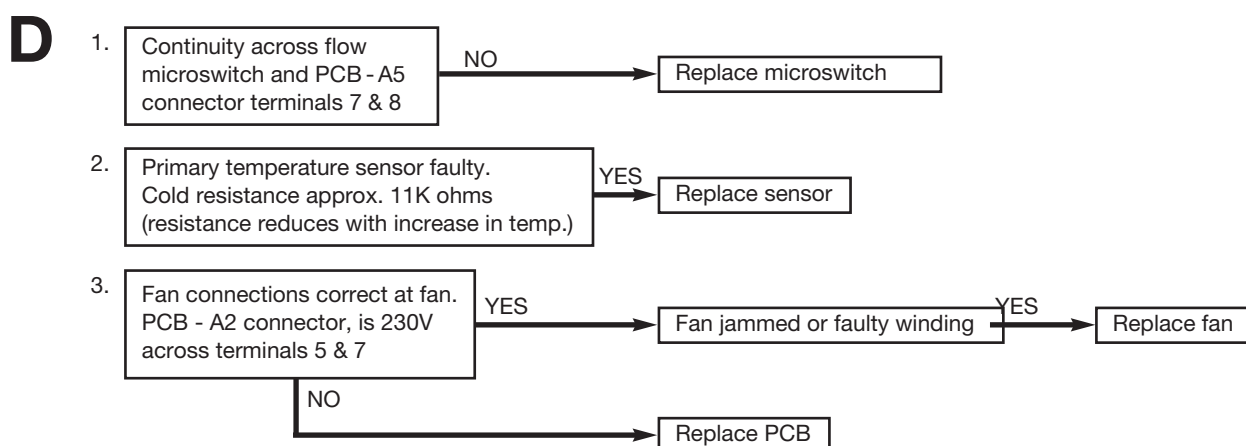 D
1.
Continuity across flow
microswitch and PCB - A5
connector terminals 7 & 8
NO
Replace microswitch
2.
Primary temperature sensor faulty.
Cold resistance approx. 11K ohms
(resistance reduces with increase in temp.)
YES
Replace sensor
3.
Fan connections correct at fan.
PCB - A2 connector, is 230V
across terminals 5 & 7
YES
Fan jammed or faulty winding
YES
Replace fan
NO
Replace PCB